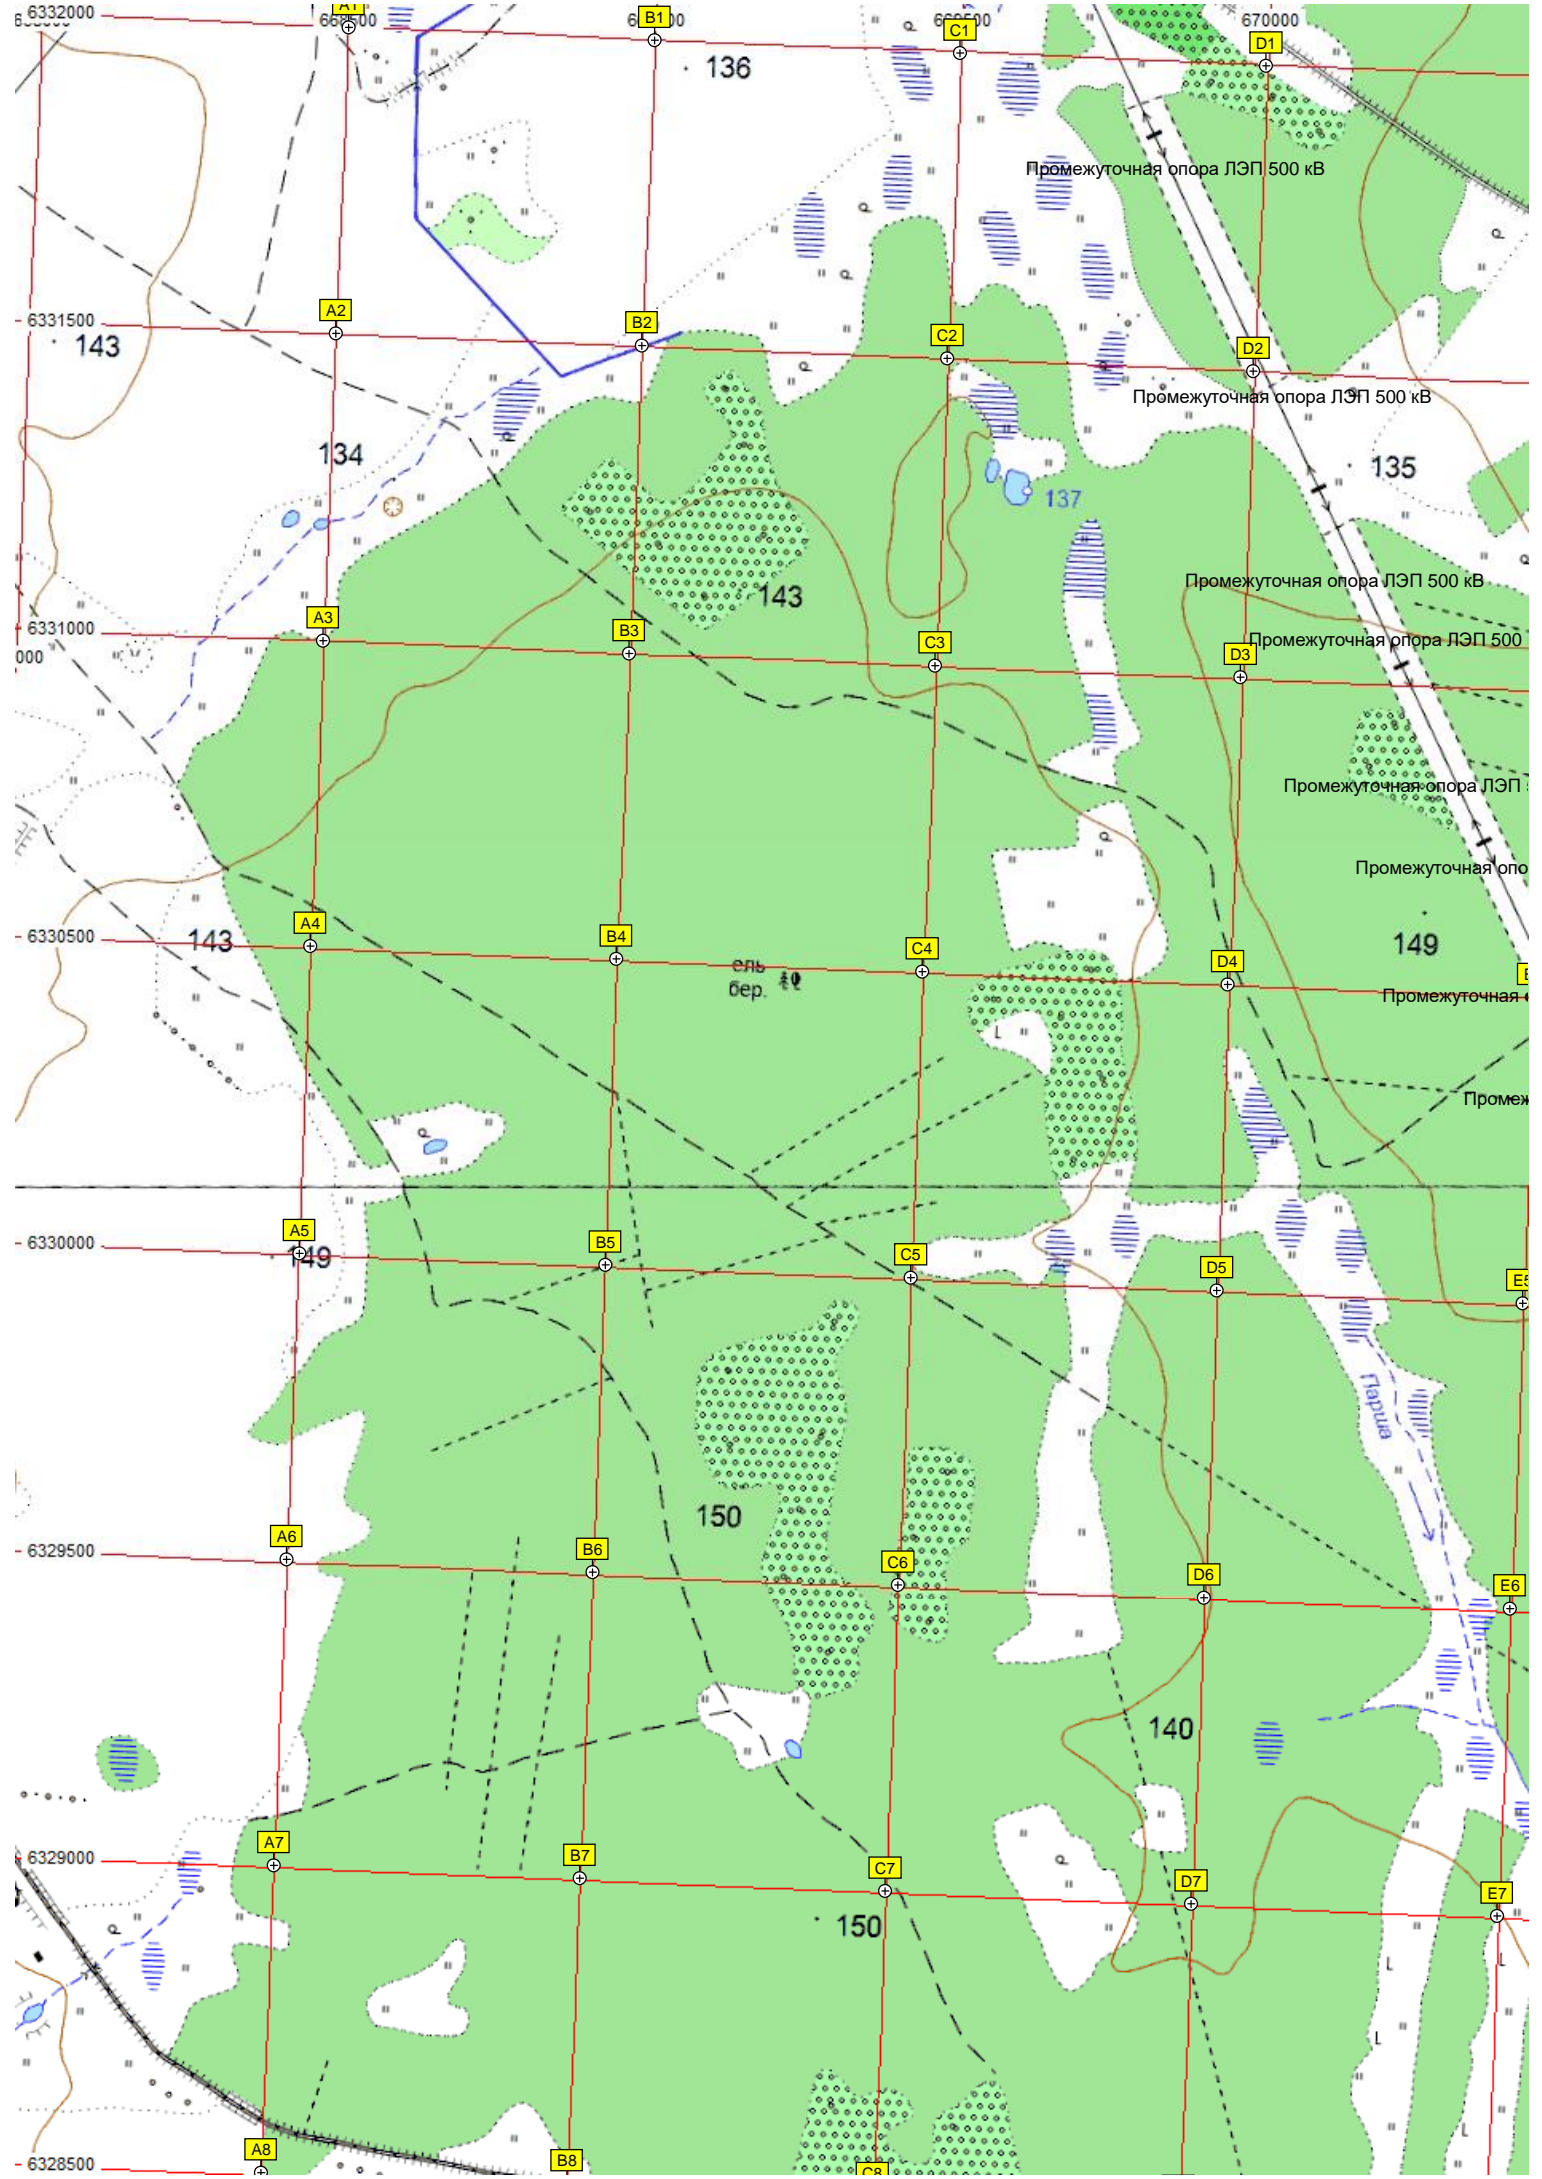 6332000
668500
670000
A1
B1
C1
D1
136
Промежуточная опора ЛЭП 500 кВ
6331500
143
A2
B2
C2
D2
Промежуточная опора ЛЭП 500 кВ
134
135
137
Промежуточная опора ЛЭП 500 кВ
143
6331000
000
A3
B3
C3
D3
Промежуточная опора ЛЭП 500
Промежуточная опора ЛЭП
Промежуточная опо
6330500
143
A4
B4
C4
D4
149
ель
бер.
Промежуточная
Промеж
6330000
A5
149
B5
C5
D5
E5
Парша
150
6329500
A6
B6
C6
D6
E6
140
6329000
A7
B7
C7
D7
E7
150
6328500
A8
B8
C8